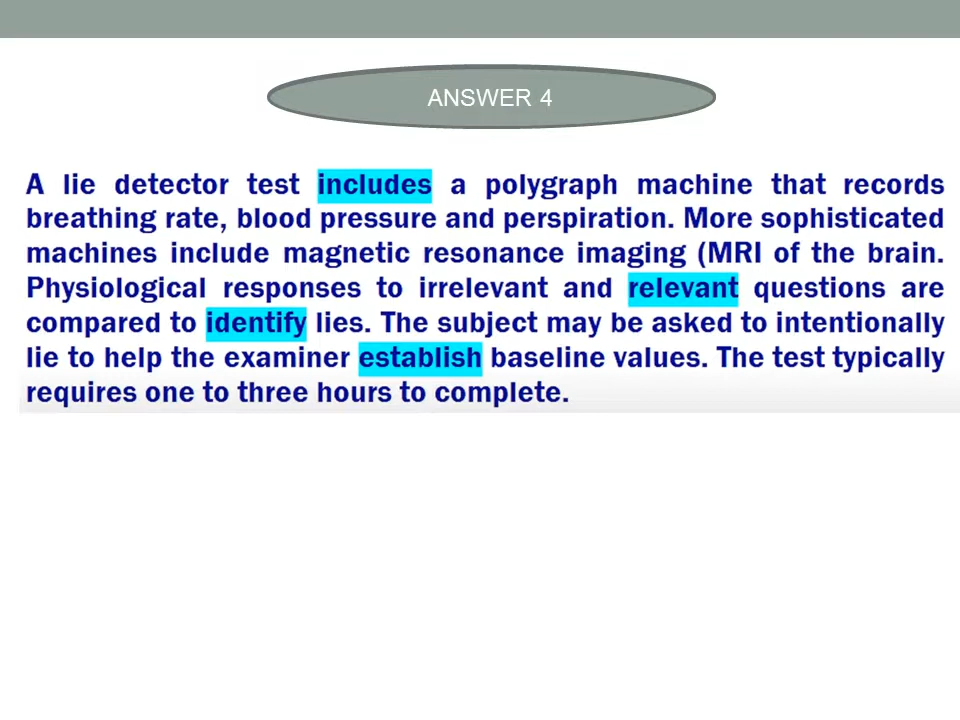 ANSWER 4
A lie detector test includes a polygraph machine that records
breathing rate, blood pressure and perspiration. More sophisticated
machines include magnetic resonance imaging (MRI of the brain.
Physiological responses to irrelevant and relevant questions are
compared to identify lies. The subject may be asked to intentionally
lie to help the examiner establish baseline values. The test typically
requires one to three hours to complete.